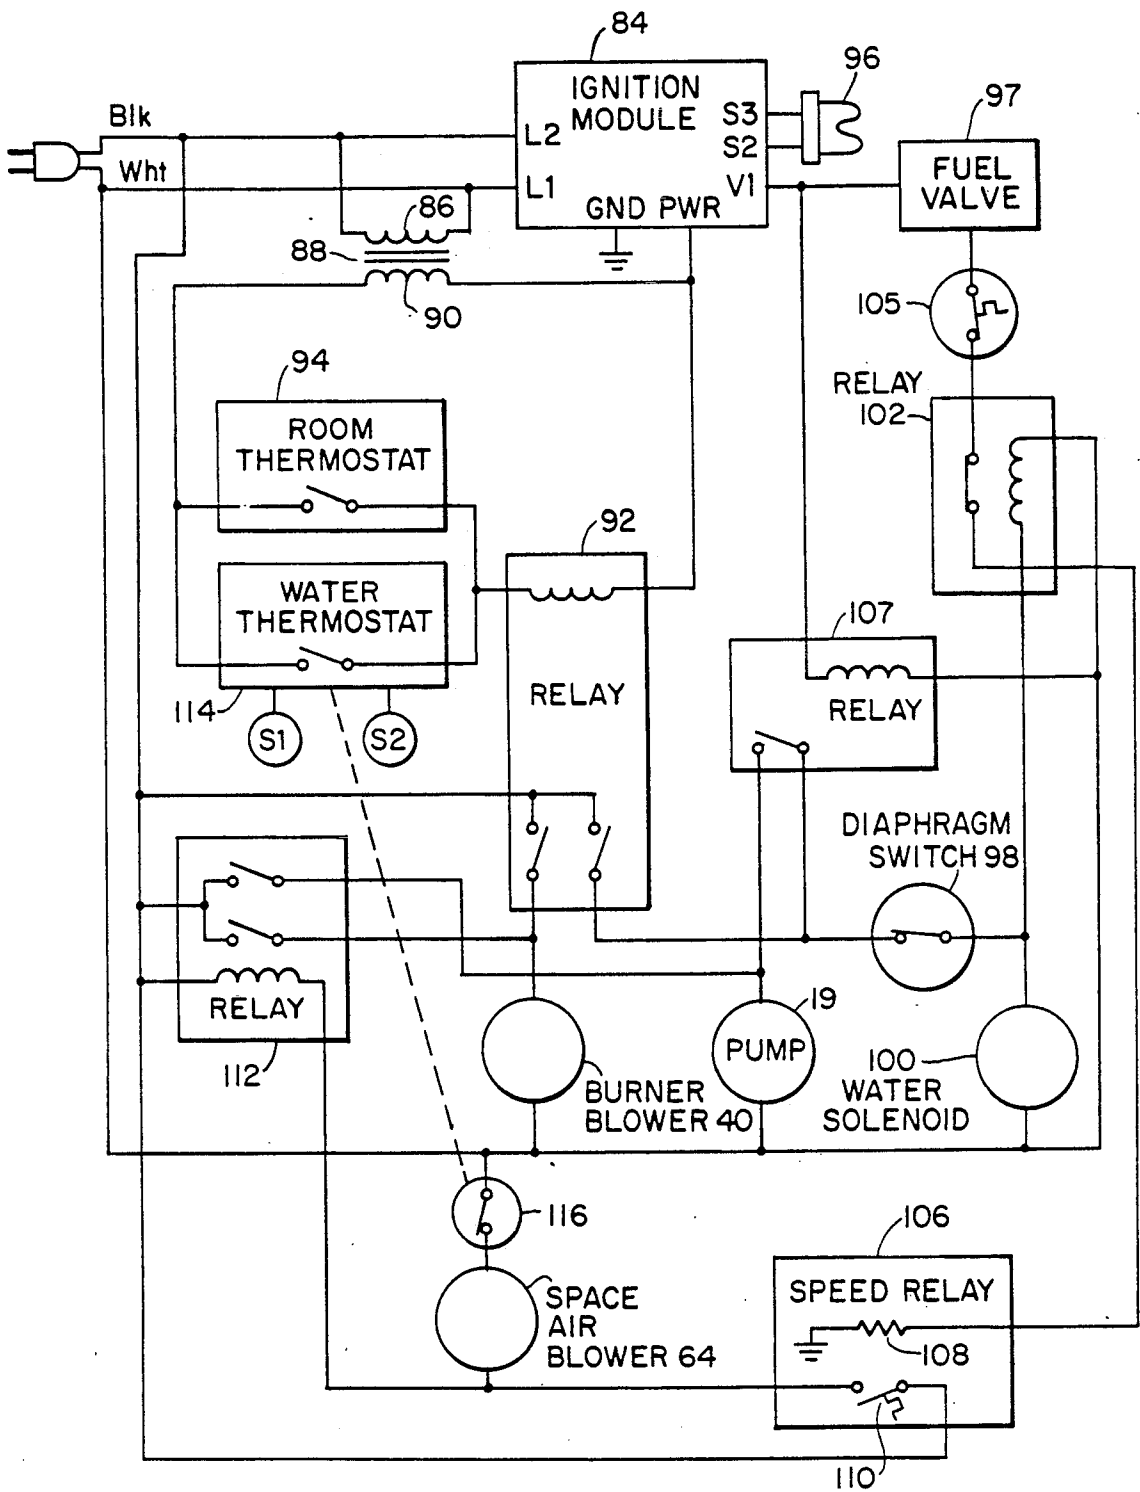 84
IGNITION
MODULE
L2
L1
S3
S2
V1
GND PWR
96
97
FUEL
VALVE
Blk
Wht
86
88
90
105
94
ROOM
THERMOSTAT
RELAY
102
92
WATER
THERMOSTAT
114
S1
S2
RELAY
107
RELAY
DIAPHRAGM
SWITCH 98
RELAY
112
BURNER
BLOWER 40
19
PUMP
100
WATER
SOLENOID
116
106
SPACE
AIR
BLOWER 64
SPEED RELAY
108
110